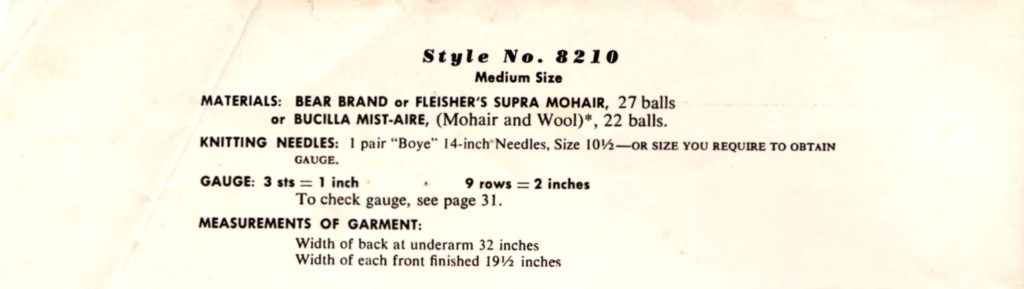 Style No. 8210
Medium Size
MATERIALS: BEAR BRAND or FLEISHER'S SUPRA MOHAIR, 27 balls
or BUCILLA MIST-AIRE, (Mohair and Wool)*, 22 balls.
KNITTING NEEDLES: 1 pair "Boye" 14-inch Needles, Size 10½—OR SIZE YOU REQUIRE TO OBTAIN
GAUGE.
GAUGE: 3 sts = 1 inch 9 rows = 2 inches
To check gauge, see page 31.
MEASUREMENTS OF GARMENT:
Width of back at underarm 32 inches
Width of each front finished 19½ inches